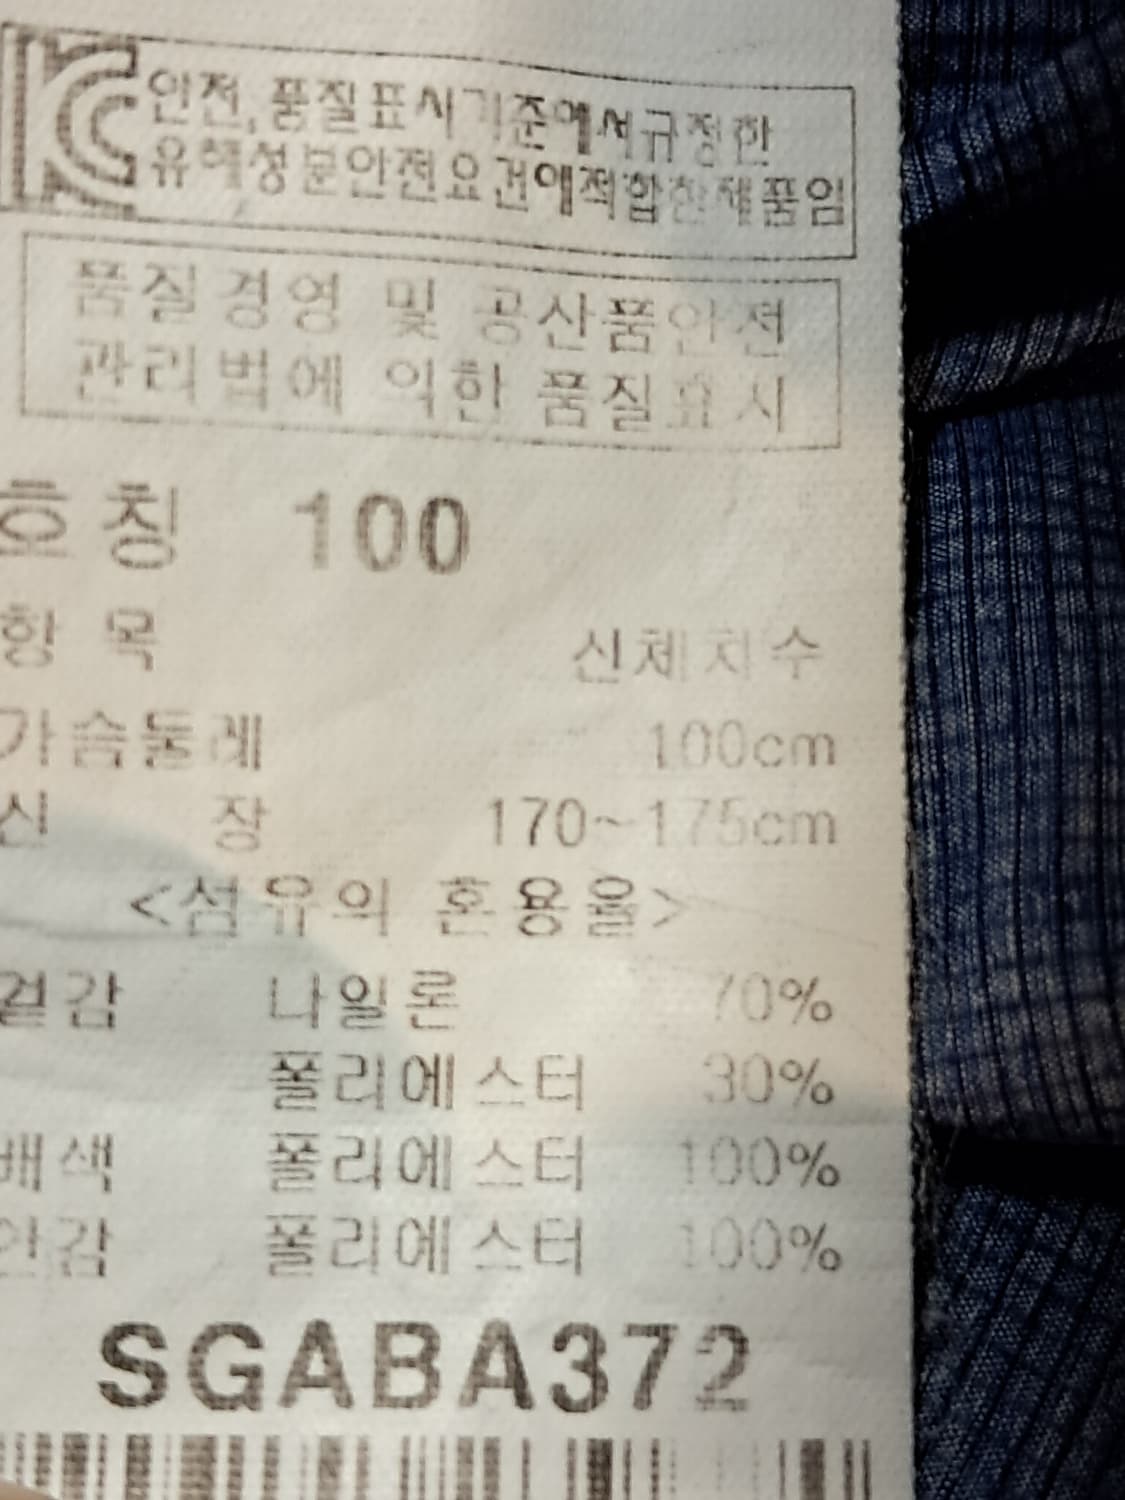 KC 안전,품질표시기준에서규정한
유해성분안전요건에적합한제품임
품질경영 및 공산품안전
관리법에 의한 품질표시
호칭 100
항목 신체치수
가슴둘레 100cm
신장 170~175cm
<섬유의 혼용율>
겉감 나일론 70%
폴리에스터 30%
배색 폴리에스터 100%
안감 폴리에스터 100%
SGABA372